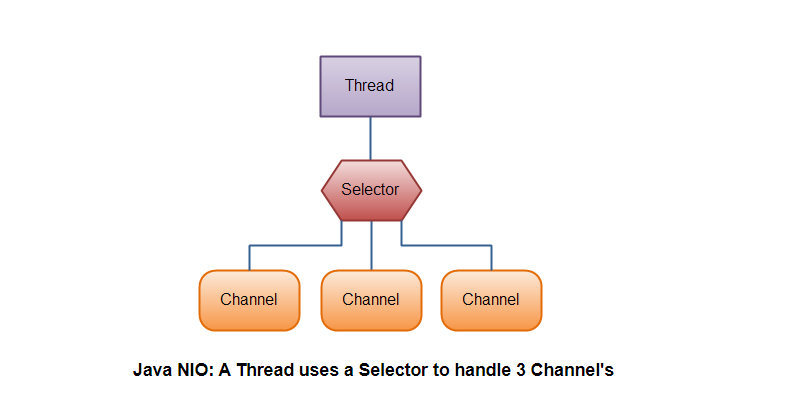 Thread
Selector
Channel
Channel
Channel
Java NIO: A Thread uses a Selector to handle 3 Channel's